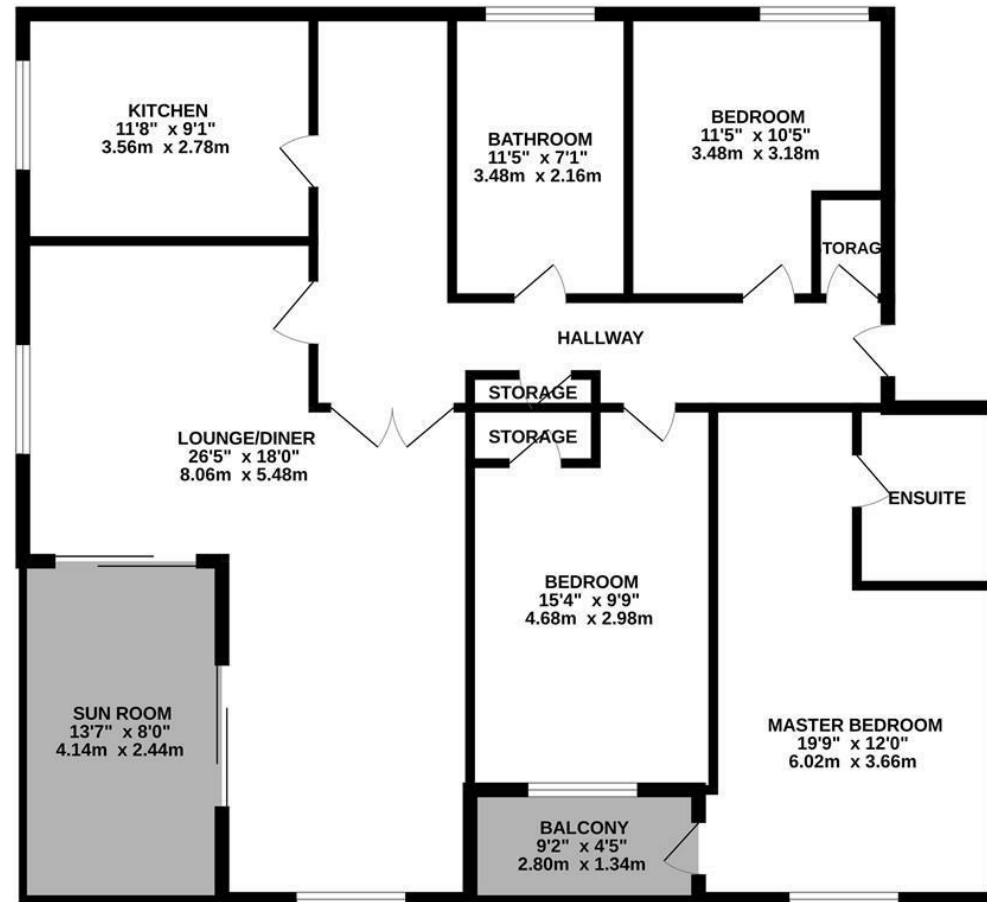 KITCHEN
11'8" x 9'1"
3.56m x 2.78m
BATHROOM
11'5" x 7'1"
3.48m x 2.16m
BEDROOM
11'5" x 10'5"
3.48m x 3.18m
TORAG
HALLWAY
STORAGE
STORAGE
LOUNGE/DINER
26'5" x 18'0"
8.06m x 5.48m
ENSUITE
BEDROOM
15'4" x 9'9"
4.68m x 2.98m
SUN ROOM
13'7" x 8'0"
4.14m x 2.44m
MASTER BEDROOM
19'9" x 12'0"
6.02m x 3.66m
BALCONY
9'2" x 4'5"
2.80m x 1.34m